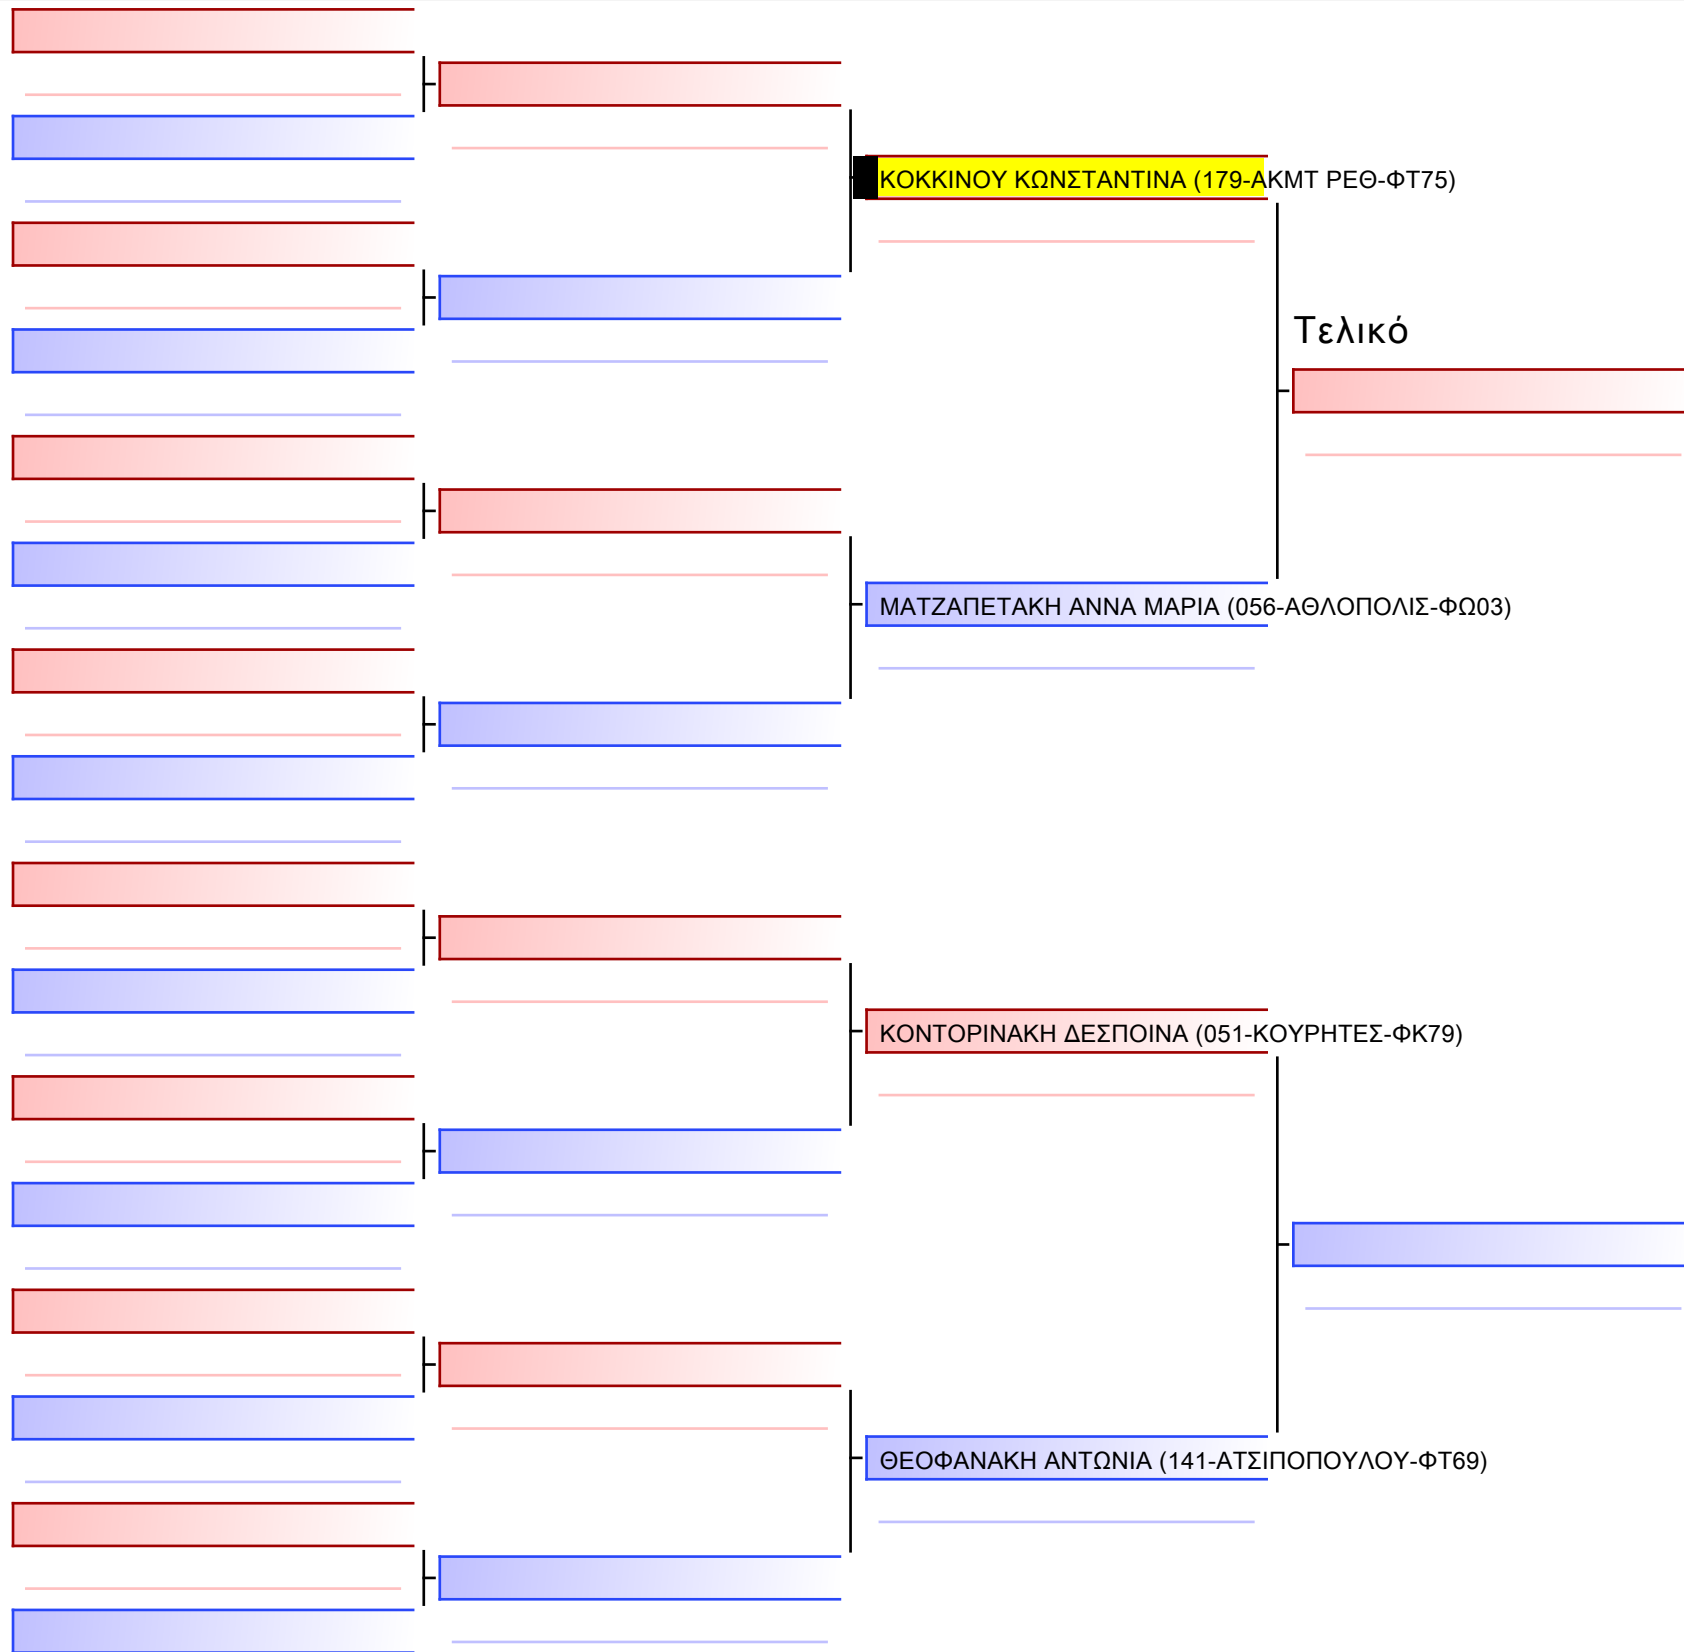 ΚΟΚΚΙΝΟΥ ΚΩΝΣΤΑΝΤΙΝΑ (179-ΑΚΜΤ ΡΕΘ-ΦΤ75)
Τελικό
ΜΑΤΖΑΠΕΤΑΚΗ ΑΝΝΑ ΜΑΡΙΑ (056-ΑΘΛΟΠΟΛΙΣ-ΦΩ03)
ΚΟΝΤΟΡΙΝΑΚΗ ΔΕΣΠΟΙΝΑ (051-ΚΟΥΡΗΤΕΣ-ΦΚ79)
ΘΕΟΦΑΝΑΚΗ ΑΝΤΩΝΙΑ (141-ΑΤΣΙΠΟΠΟΥΛΟΥ-ΦΤ69)